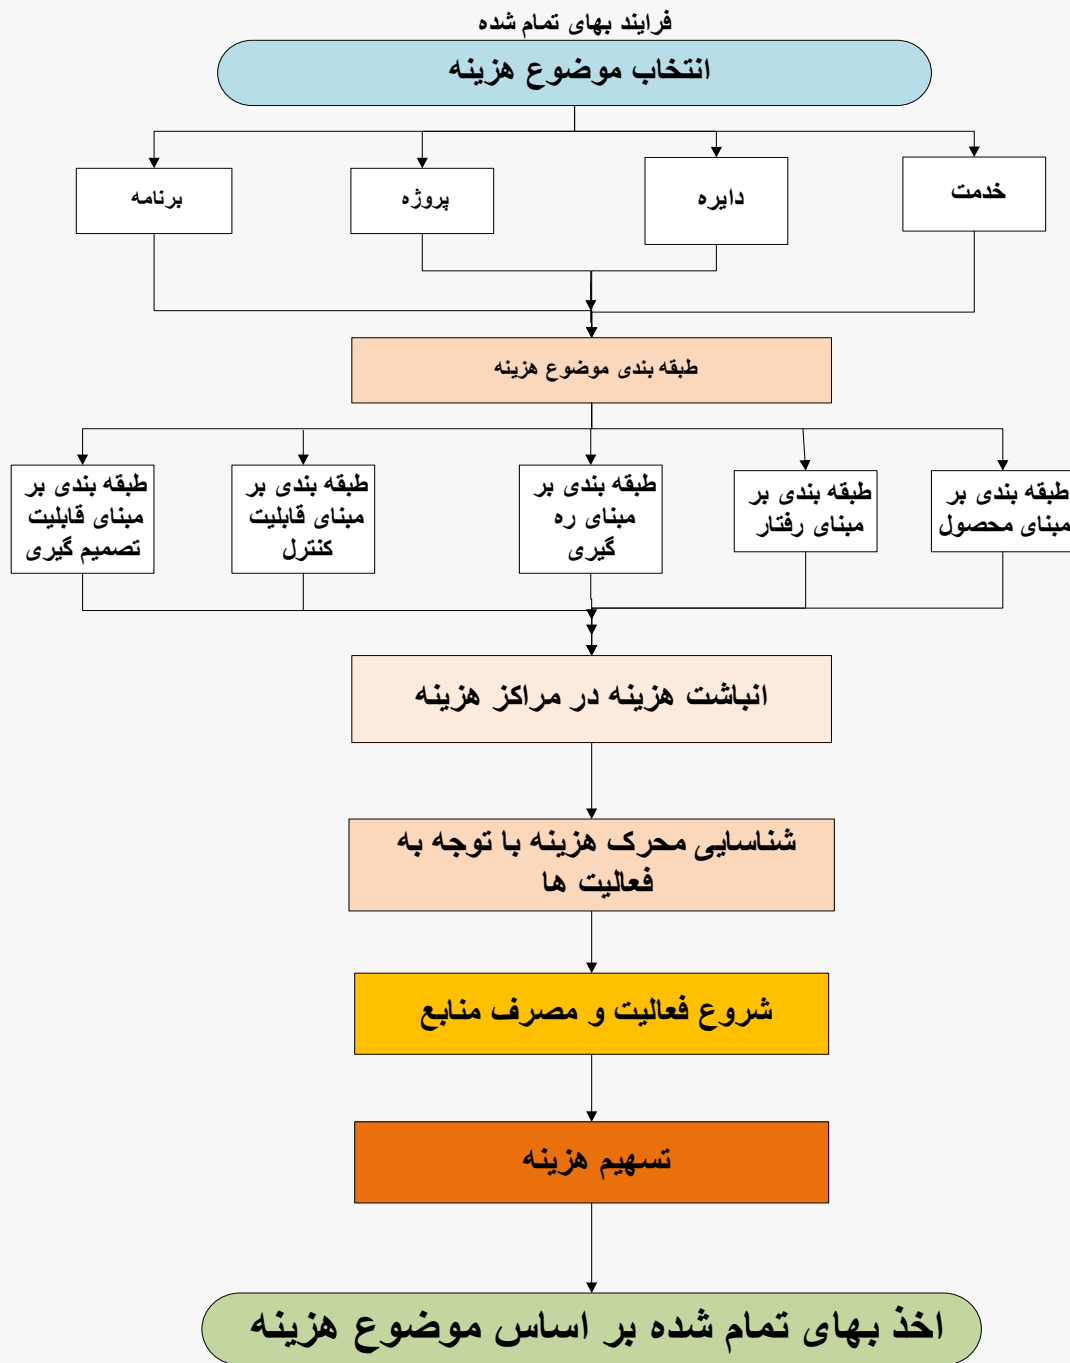 فرایند بهای تمام شده
انتخاب موضوع هزینه
خدمت
دایره
پروژه
برنامه
طبقه بندی موضوع هزینه
طبقه بندی بر
مبنای محصول
طبقه بندی بر
مبنای رفتار
طبقه بندی بر
مبنای ره
گیری
طبقه بندی بر
مبنای قابلیت
کنترل
طبقه بندی بر
مبنای قابلیت
تصمیم گیری
انباشت هزینه در مراکز هزینه
شناسایی محرک هزینه با توجه به
فعالیت ها
شروع فعالیت و مصرف منابع
تسهیم هزینه
اخذ بهای تمام شده بر اساس موضوع هزینه